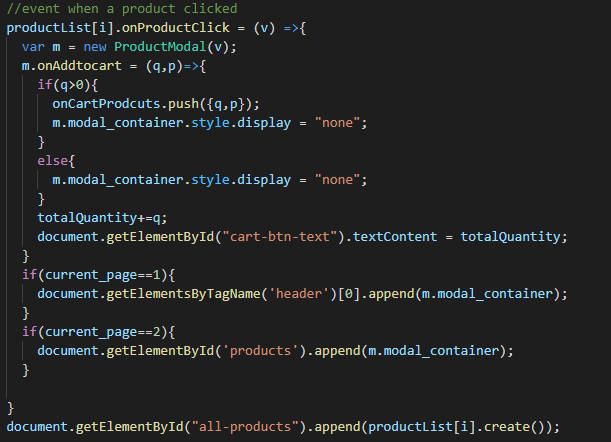 //event when a product clicked
productList[i].onProductClick = (v) =>{
var m = new ProductModal(v);
m.onAddtocart = (q,p)=>{
if(q>0){
onCartProdcuts.push({q,p});
m.modal_container.style.display = "none";
}
else{
m.modal_container.style.display = "none";
}
totalQuantity+=q;
document.getElementById("cart-btn-text").textContent = totalQuantity;
}
if(current_page==1){
document.getElementsByTagName('header')[0].append(m.modal_container);
}
if(current_page==2){
document.getElementById('products').append(m.modal_container);
}
}
document.getElementById("all-products").append(productList[i].create());